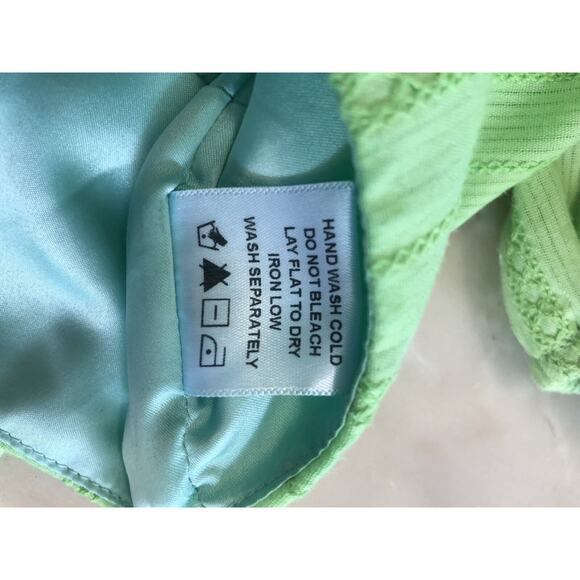 HAND WASH COLD
DO NOT BLEACH
LAY FLAT TO DRY
IRON LOW
WASH SEPARATELY